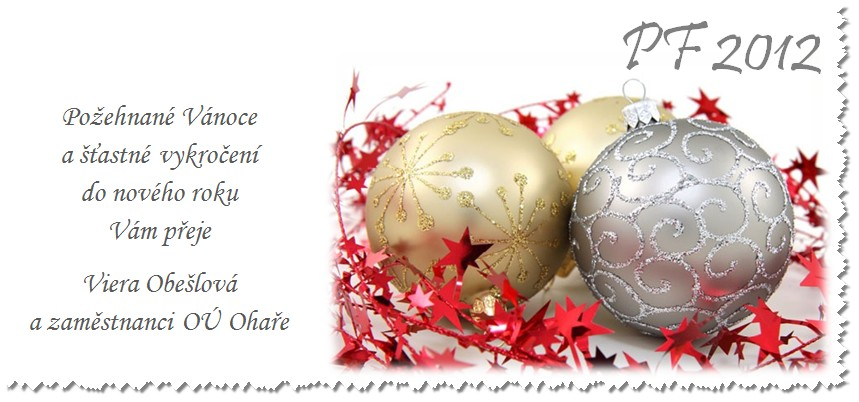 PF 2012
Požehnané Vánoce
a šťastné vykročení
do nového roku
Vám přeje
Viera Obešlová
a zaměstnanci OÚ Ohaře